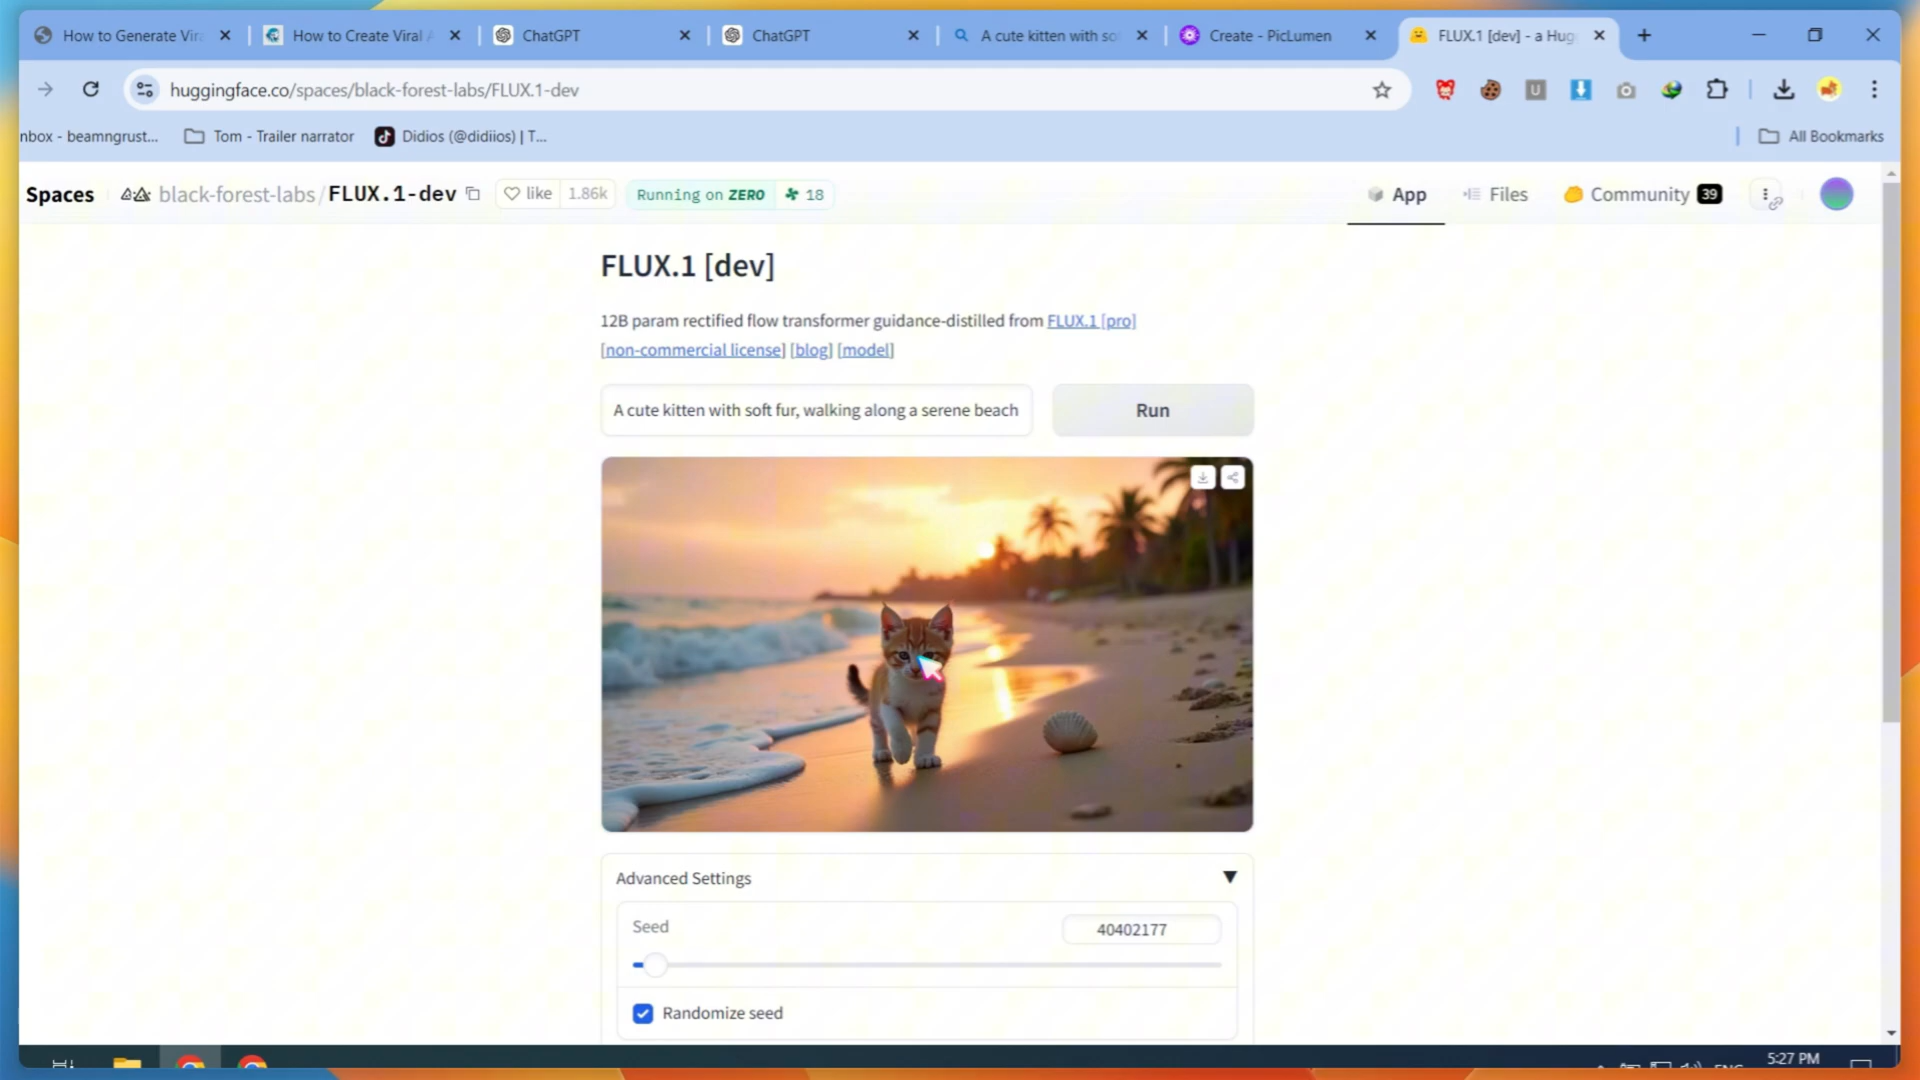 How to Generate Vira
How to Create Viral A
ChatGPT
ChatGPT
A cute kitten with so
Create - PicLumen
FLUX.1 [dev] - a Hug
huggingface.co/spaces/black-forest-labs/FLUX.1-dev
nbox - beamngrust...
Tom - Trailer narrator
Didios (@didiios) | T...
All Bookmarks
Spaces
black-forest-labs/FLUX.1-dev
like
1.86k
Running on ZERO
18
App
Files
Community
39
FLUX.1 [dev]
12B param rectified flow transformer guidance-distilled from FLUX.1 [pro]
[non-commercial license] [blog] [model]
A cute kitten with soft fur, walking along a serene beach
Run
Advanced Settings
Seed
40402177
Randomize seed
5:27 PM